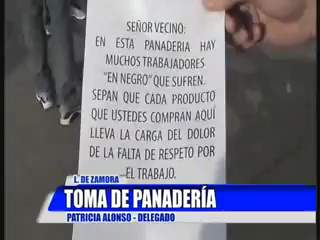 SEÑOR VECINO:
EN ESTA PANADERIA HAY
MUCHOS TRABAJADORES
"EN NEGRO" QUE SUFREN.
SEPAN QUE CADA PRODUCTO
QUE USTEDES COMPRAN AQUÍ
LLEVA LA CARGA DEL DOLOR
DE LA FALTA DE RESPETO POR
EL TRABAJO.
L. DE ZAMORA
TOMA DE PANADERÍA
PATRICIA ALONSO - DELEGADO